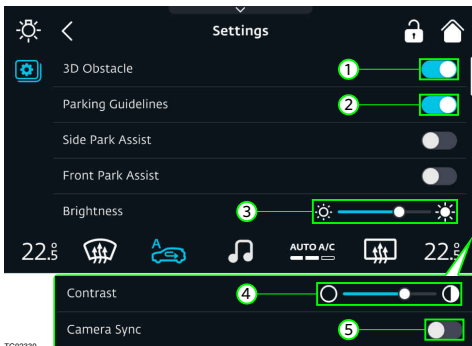 Settings
3D Obstacle
1
Parking Guidelines
2
Side Park Assist
Front Park Assist
Brightness
3
22.5
A
AUTO A/C
22.5
Contrast
4
Camera Sync
5